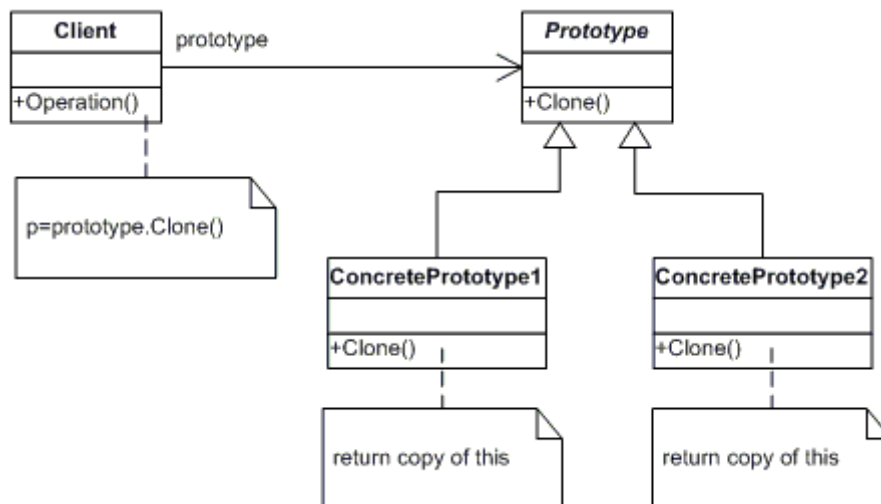 Client
prototype
Prototype
+Operation()
+Clone()
p=prototype.Clone()
ConcretePrototype1
ConcretePrototype2
+Clone()
+Clone()
return copy of this
return copy of this